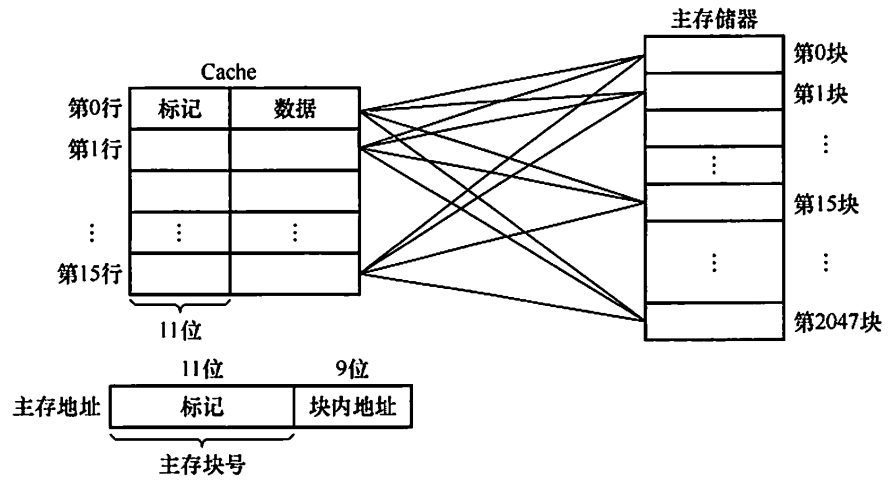 主存储器
Cache
第0块
第0行 标记 数据
第1块
第1行
⋮
⋮
第15块
⋮ ⋮ ⋮
⋮ ⋮
第15行
11位
第2047块
11位 9位
主存地址 标记 块内地址
主存块号